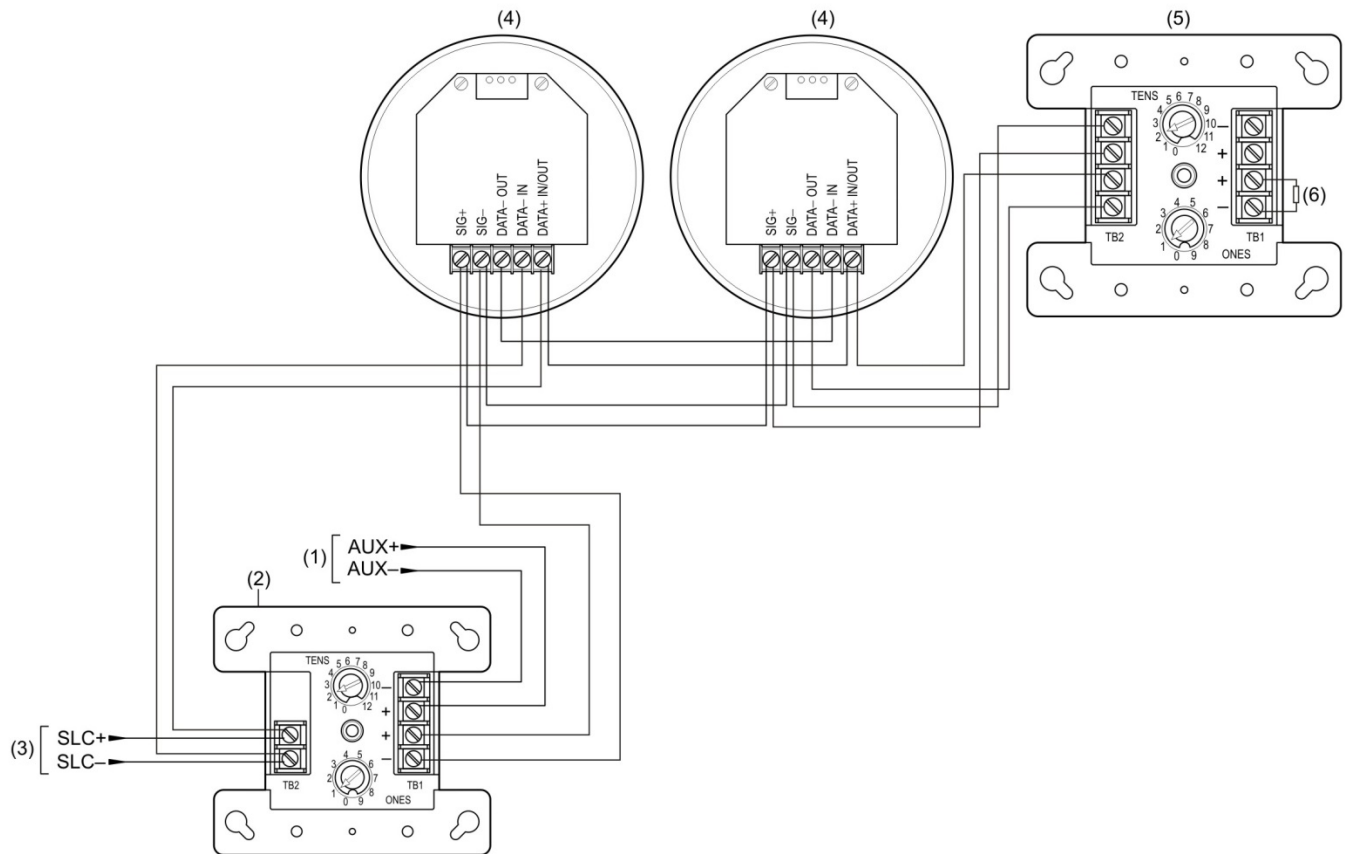 (4)
(4)
(5)
SIG+
SIG–
DATA– OUT
DATA– IN
DATA+ IN/OUT
SIG+
SIG–
DATA– OUT
DATA– IN
DATA+ IN/OUT
TENS
0 1 2 3 4 5 6 7 8 9 10 11 12
–
+
+
–
(6)
0 1 2 3 4 5 6 7 8 9
TB2
TB1
ONES
(1)
AUX+
AUX–
(2)
TENS
0 1 2 3 4 5 6 7 8 9 10 11 12
–
+
+
–
(3)
SLC+
SLC–
0 1 2 3 4 5 6 7 8 9
TB2
TB1
ONES